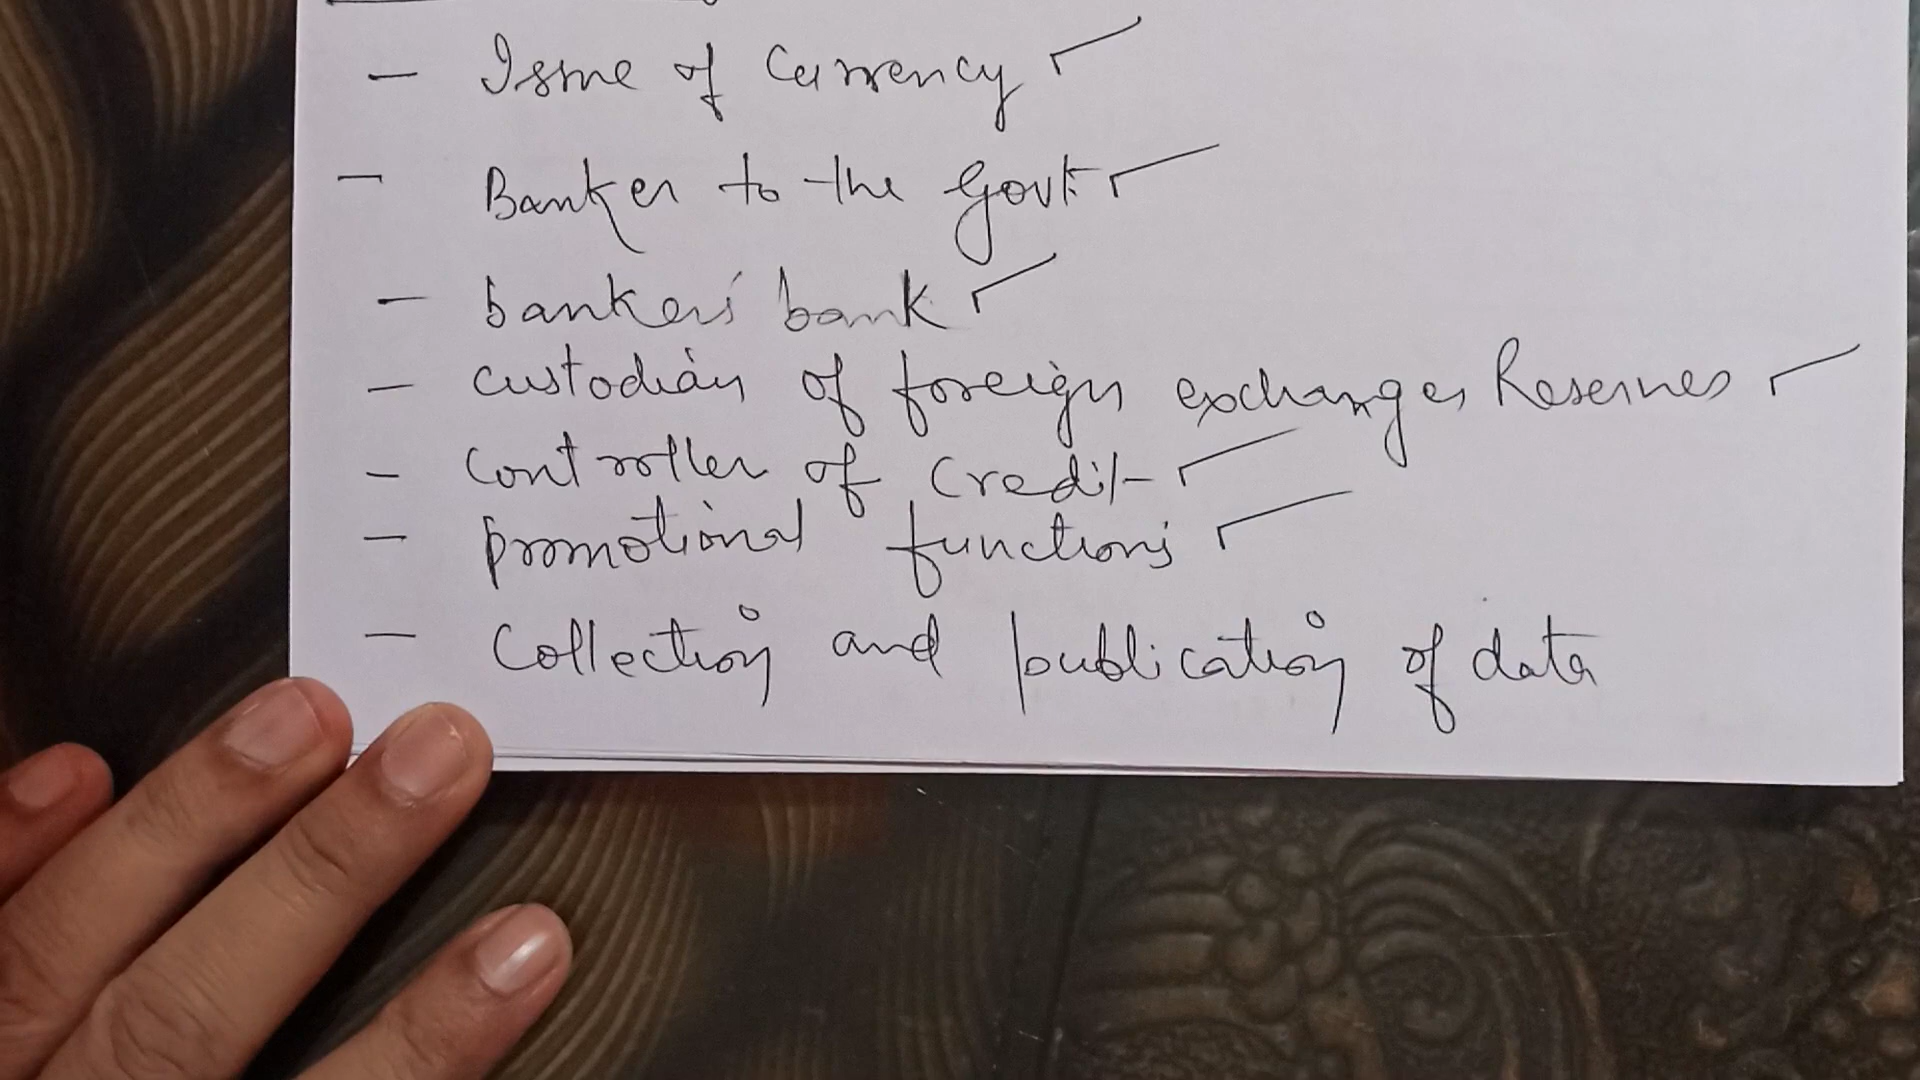 - Issue of Currency ✓
- Banker to the Govt. ✓
- bankers' bank ✓
- custodian of foreign exchanges Reserves ✓
- controller of credit ✓
- promotional functions ✓
- Collection and publication of data